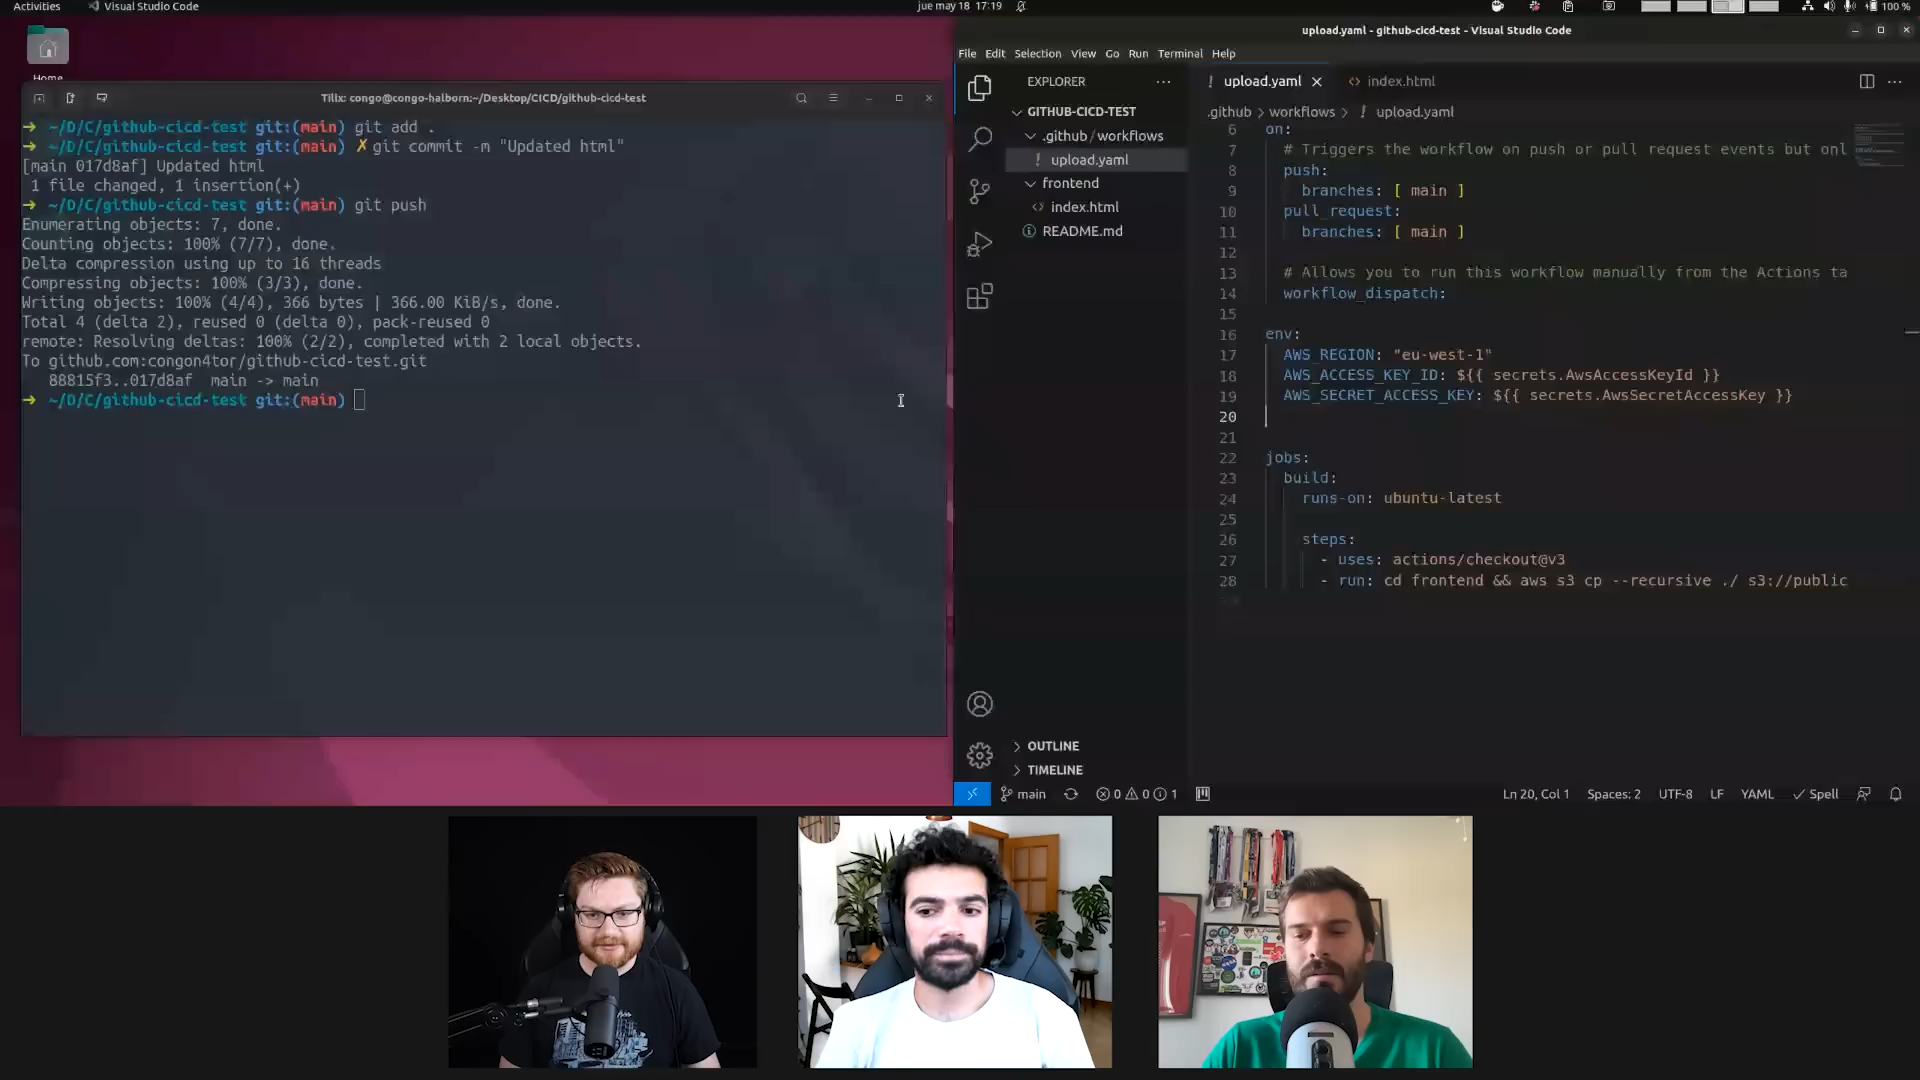 Activities
Visual Studio Code
jue may 18 17:19
100 %
Home
Tilix: congo@congo-halborn:~/Desktop/CICD/github-cicd-test
→ ~/D/C/github-cicd-test git:(main) git add .
→ ~/D/C/github-cicd-test git:(main) ✗ git commit -m "Updated html"
[main 017d8af] Updated html
1 file changed, 1 insertion(+)
→ ~/D/C/github-cicd-test git:(main) git push
Enumerating objects: 7, done.
Counting objects: 100% (7/7), done.
Delta compression using up to 16 threads
Compressing objects: 100% (3/3), done.
Writing objects: 100% (4/4), 366 bytes | 366.00 KiB/s, done.
Total 4 (delta 2), reused 0 (delta 0), pack-reused 0
remote: Resolving deltas: 100% (2/2), completed with 2 local objects.
To github.com:congon4tor/github-cicd-test.git
88815f3..017d8af main -> main
→ ~/D/C/github-cicd-test git:(main)
upload.yaml - github-cicd-test - Visual Studio Code
File Edit Selection View Go Run Terminal Help
EXPLORER
GITHUB-CICD-TEST
.github / workflows
! upload.yaml
frontend
<> index.html
README.md
OUTLINE
TIMELINE
! upload.yaml
<> index.html
.github > workflows > ! upload.yaml
6 on:
7 # Triggers the workflow on push or pull request events but onl
8 push:
9 branches: [ main ]
10 pull_request:
11 branches: [ main ]
12
13 # Allows you to run this workflow manually from the Actions ta
14 workflow_dispatch:
15
16 env:
17 AWS_REGION: "eu-west-1"
18 AWS_ACCESS_KEY_ID: ${{ secrets.AwsAccessKeyId }}
19 AWS_SECRET_ACCESS_KEY: ${{ secrets.AwsSecretAccessKey }}
20
21
22 jobs:
23 build:
24 runs-on: ubuntu-latest
25
26 steps:
27 - uses: actions/checkout@v3
28 - run: cd frontend && aws s3 cp --recursive ./ s3://public
main 0 0 1
Ln 20, Col 1 Spaces: 2 UTF-8 LF YAML Spell